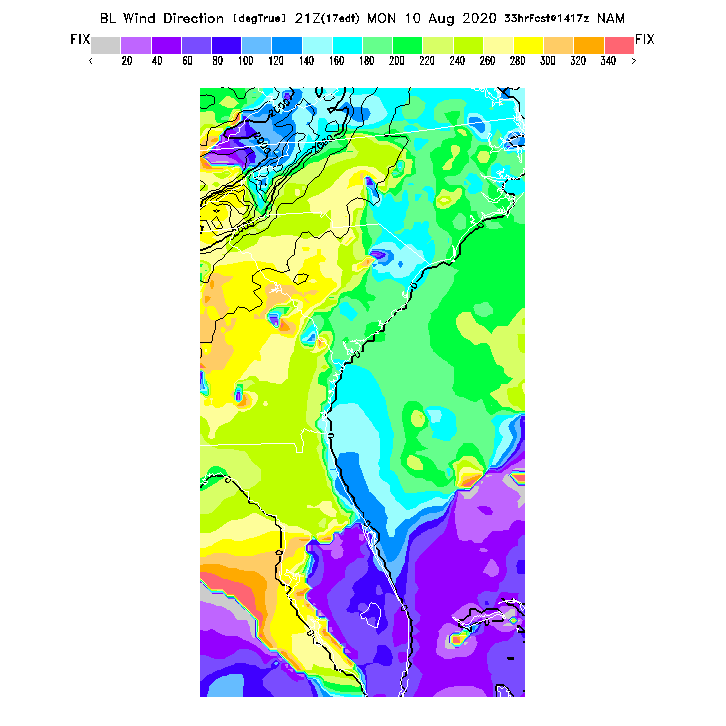 BL Wind Direction [degTrue] 21Z(17edt) MON 10 Aug 2020 33hrFcst@1417z NAM
FIX FIX
< 20 40 60 80 100 120 140 160 180 200 220 240 260 280 300 320 340 >